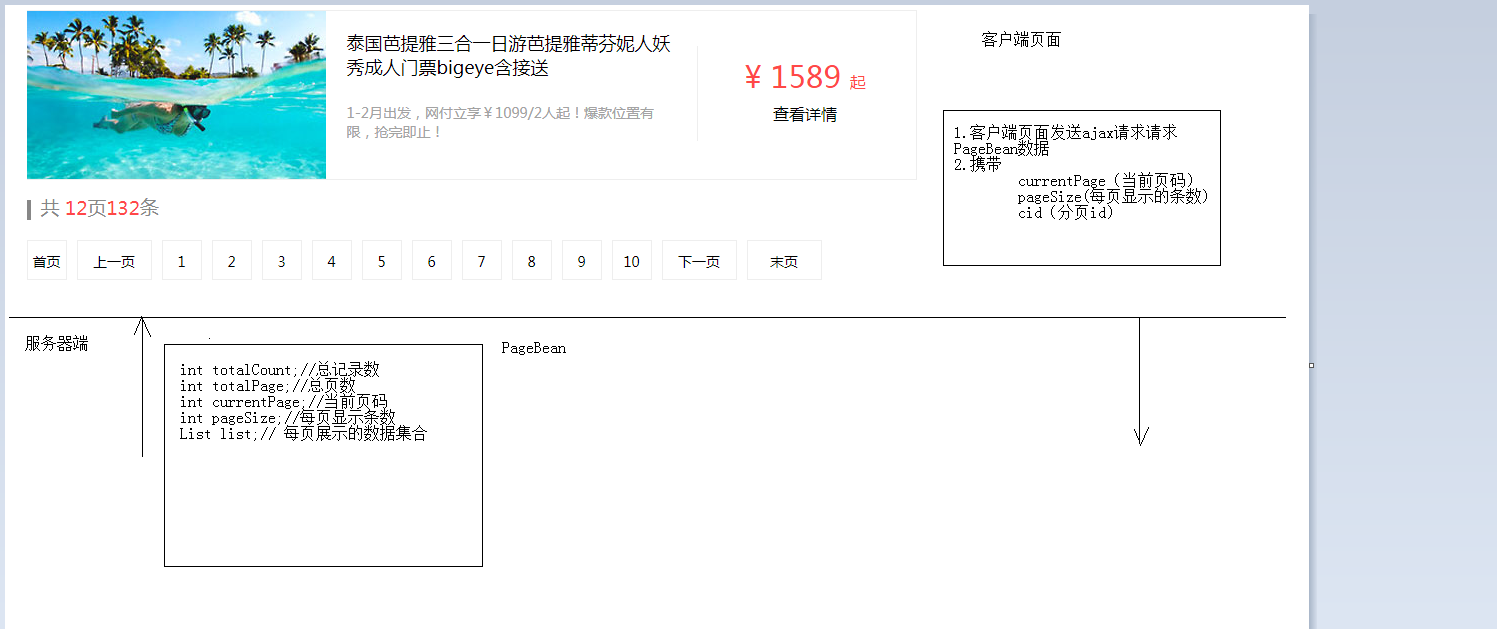 泰国芭提雅三合一日游芭提雅蒂芬妮人妖
秀成人门票bigeye含接送
1-2月出发，网付立享￥1099/2人起！爆款位置有
限，抢完即止！
￥ 1589 起
查看详情
客户端页面
1.客户端页面发送ajax请求请求
PageBean数据
2.携带
currentPage（当前页码）
pageSize(每页显示的条数)
cid（分页id）
共 12页132条
首页 上一页 1 2 3 4 5 6 7 8 9 10 下一页 末页
服务器端
PageBean
int totalCount;//总记录数
int totalPage;//总页数
int currentPage;//当前页码
int pageSize;//每页显示条数
List list;// 每页展示的数据集合